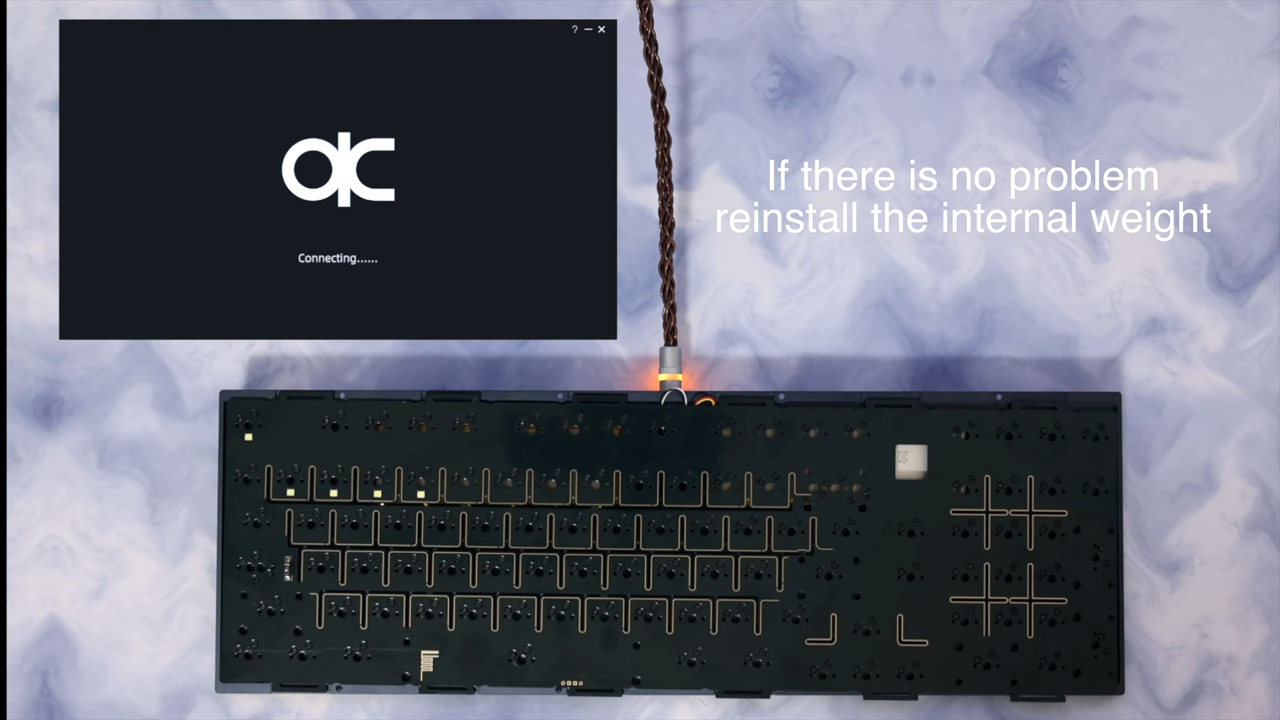 ?
Connecting......
If there is no problem
reinstall the internal weight